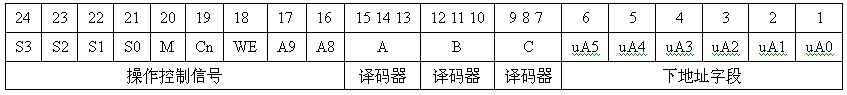 24 23 22 21 20 19 18 17 16 15 14 13 12 11 10 9 8 7 6 5 4 3 2 1
S3 S2 S1 S0 M Cn WE A9 A8 A B C uA5 uA4 uA3 uA2 uA1 uA0
操作控制信号 译码器 译码器 译码器 下地址字段